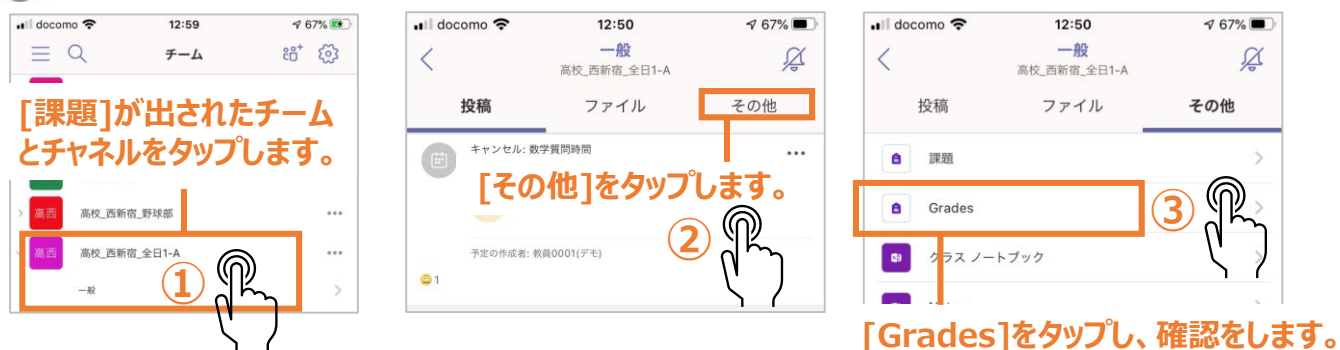 docomo 12:59 67%
チーム
[課題]が出されたチーム
とチャネルをタップします。
高西 高校_西新宿_野球部
高西 高校_西新宿_全日1-A
一般
①
docomo 12:50 67%
一般
高校_西新宿_全日1-A
投稿 ファイル その他
キャンセル: 数学質問時間
[その他]をタップします。
②
予定の作成者: 教員0001(デモ)
1
docomo 12:50 67%
一般
高校_西新宿_全日1-A
投稿 ファイル その他
課題
Grades
③
クラス ノートブック
[Grades]をタップし、確認をします。